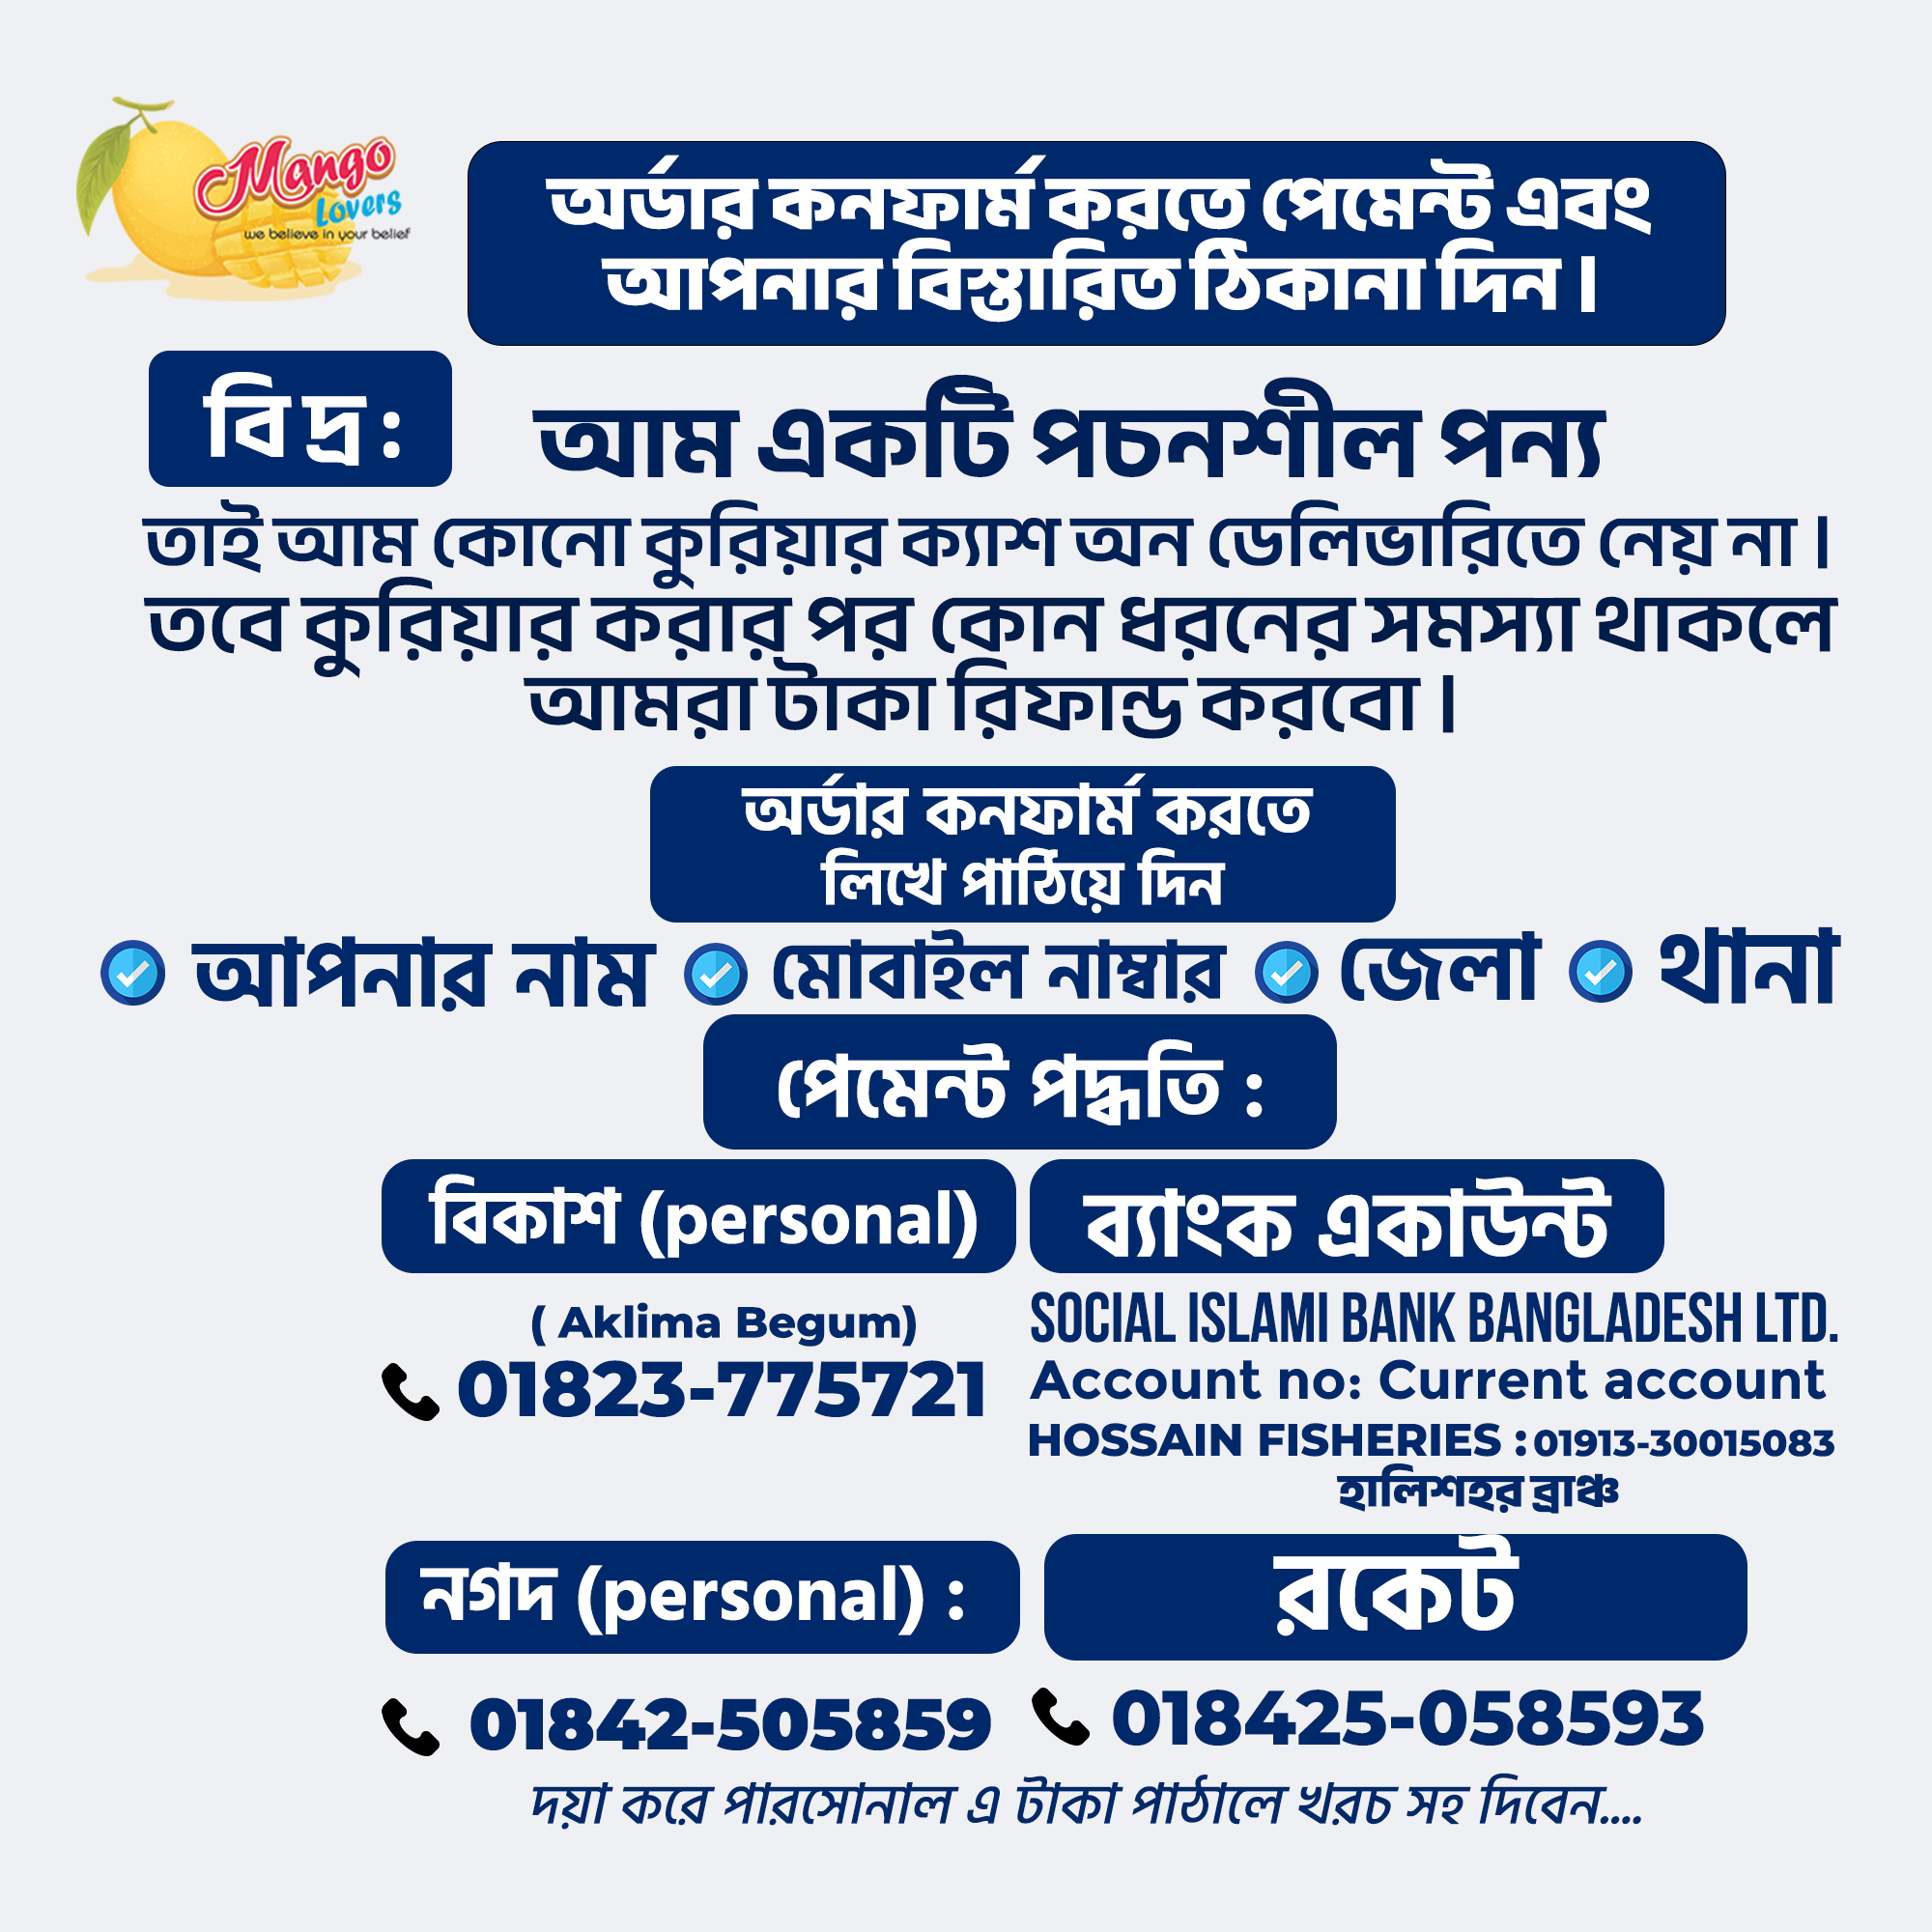 Mango
Lovers
we believe in your belief
অর্ডার কনফার্ম করতে পেমেন্ট এবং
আপনার বিস্তারিত ঠিকানা দিন ।
বি দ্র :
আম একটি পচনশীল পন্য
তাই আম কোনো কুরিয়ার ক্যাশ অন ডেলিভারিতে নেয় না ।
তবে কুরিয়ার করার পর কোন ধরনের সমস্যা থাকলে
আমরা টাকা রিফান্ড করবো ।
অর্ডার কনফার্ম করতে
লিখে পাঠিয়ে দিন
আপনার নাম মোবাইল নাম্বার জেলা থানা
পেমেন্ট পদ্ধতি :
বিকাশ (personal)
( Aklima Begum)
01823-775721
ব্যাংক একাউন্ট
SOCIAL ISLAMI BANK BANGLADESH LTD.
Account no: Current account
HOSSAIN FISHERIES : 01913-30015083
হালিশহর ব্রাঞ্চ
নগদ (personal) :
01842-505859
রকেট
018425-058593
দয়া করে পারসোনাল এ টাকা পাঠালে খরচ সহ দিবেন....